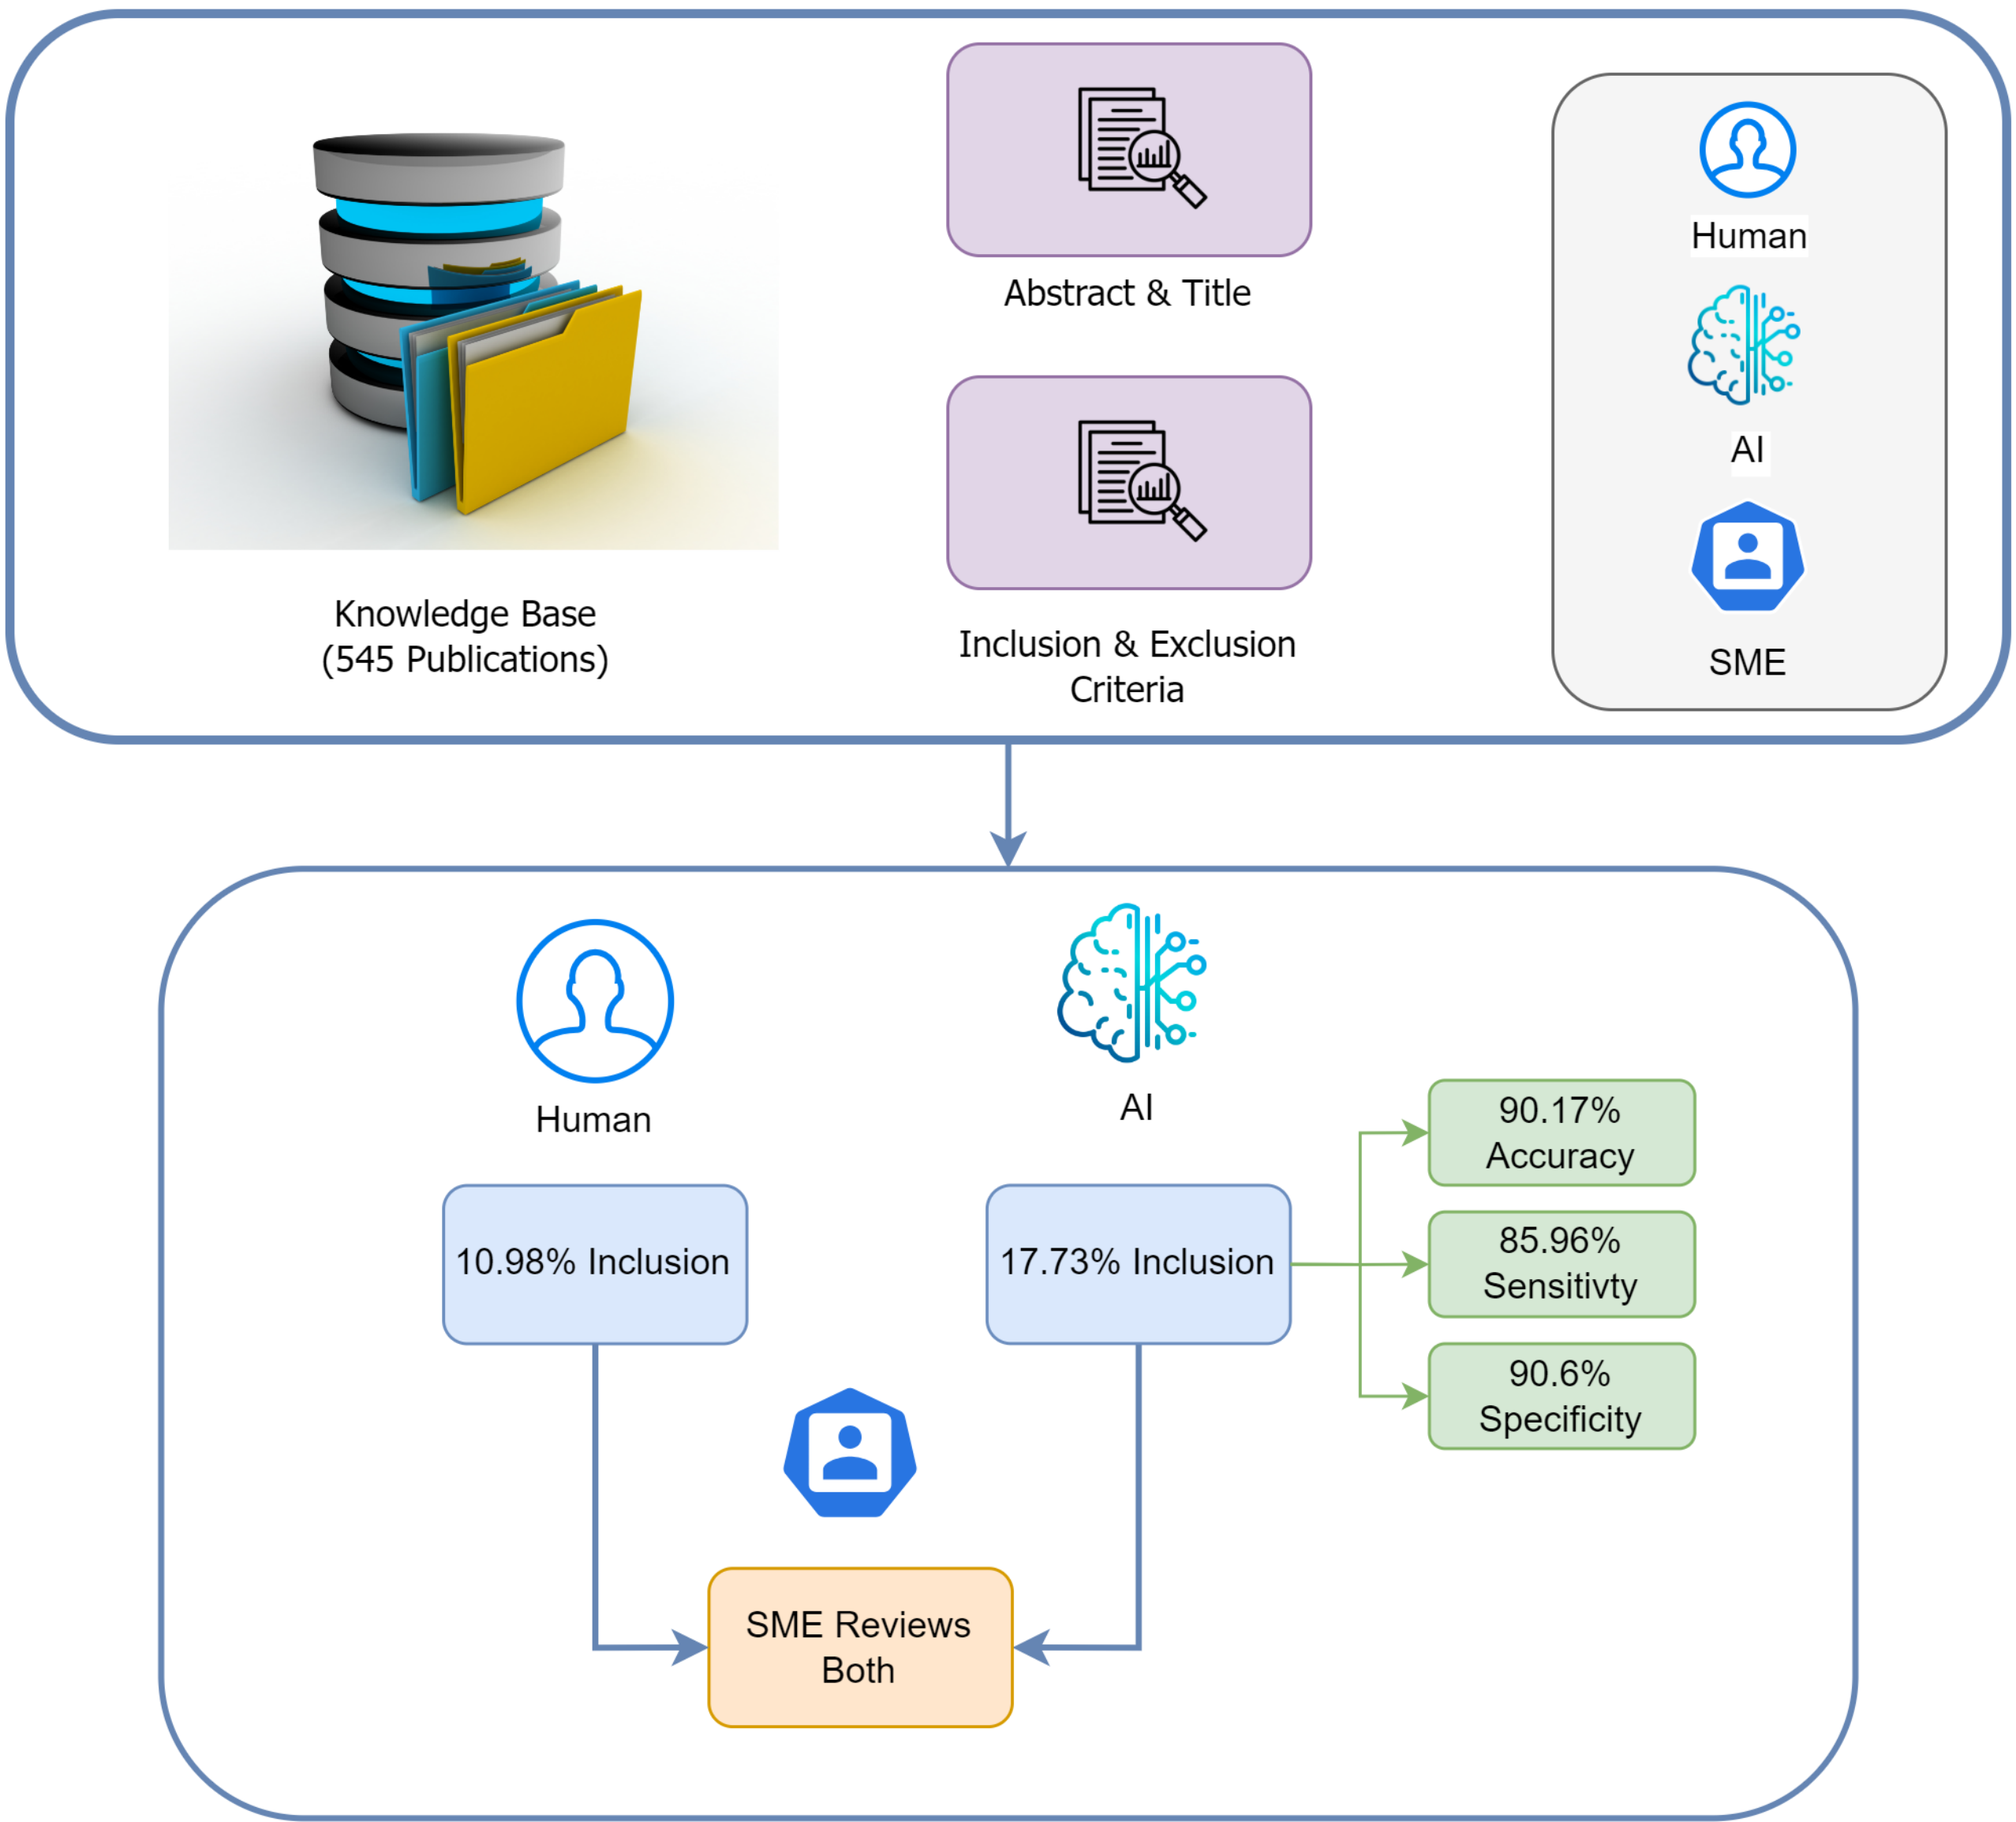 Knowledge Base
(545 Publications)
Abstract & Title
Inclusion & Exclusion
Criteria
Human
AI
SME
Human
AI
10.98% Inclusion
17.73% Inclusion
90.17%
Accuracy
85.96%
Sensitivty
90.6%
Specificity
SME Reviews
Both